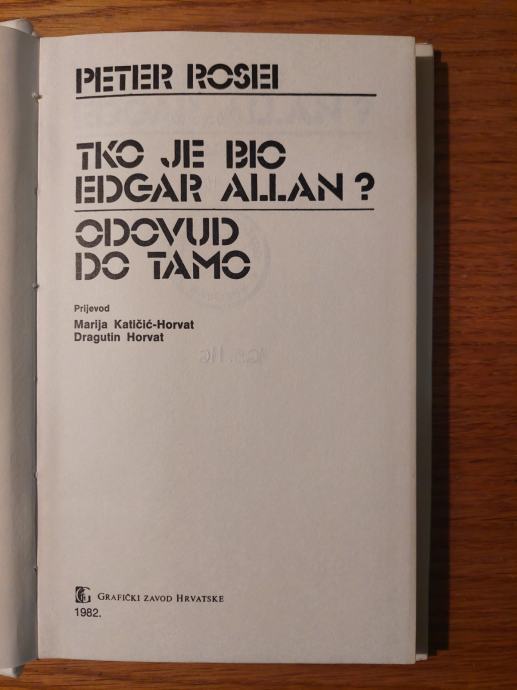 PETER ROSEI
TKO JE BIO
EDGAR ALLAN?
ODOVUD
DO TAMO
Prijevod
Marija Katičić-Horvat
Dragutin Horvat
GRAFIČKI ZAVOD HRVATSKE
1982.